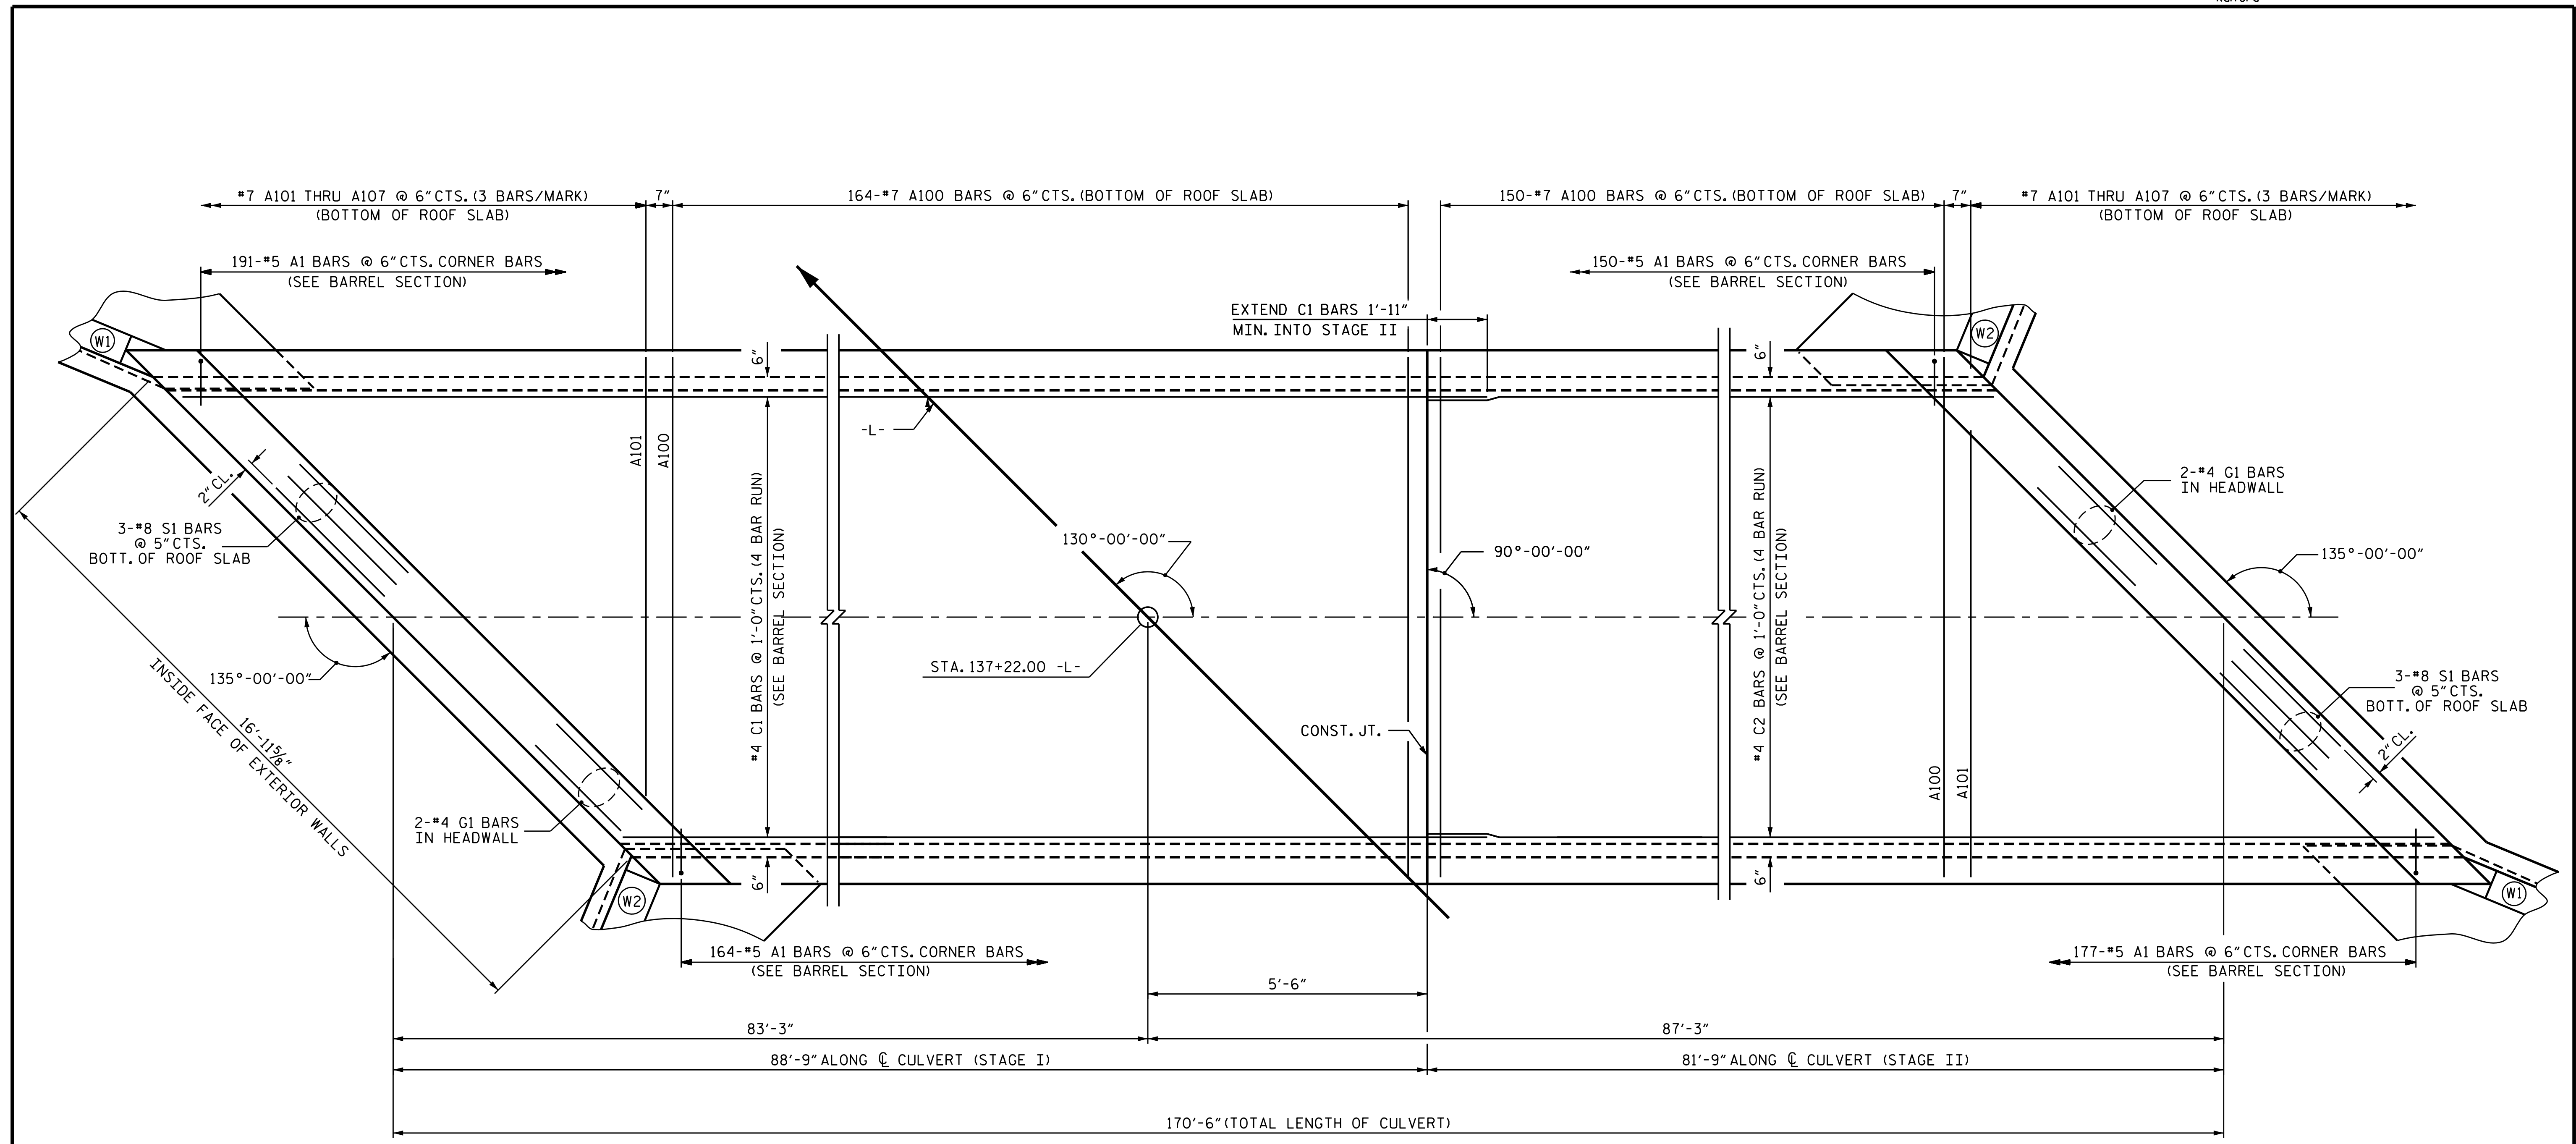 #7 A101 THRU A107 @ 6" CTS. (3 BARS/MARK)
(BOTTOM OF ROOF SLAB)
7"
164-#7 A100 BARS @ 6" CTS. (BOTTOM OF ROOF SLAB)
150-#7 A100 BARS @ 6" CTS. (BOTTOM OF ROOF SLAB)
7"
#7 A101 THRU A107 @ 6" CTS. (3 BARS/MARK)
(BOTTOM OF ROOF SLAB)
191-#5 A1 BARS @ 6" CTS. CORNER BARS
(SEE BARREL SECTION)
150-#5 A1 BARS @ 6" CTS. CORNER BARS
(SEE BARREL SECTION)
EXTEND C1 BARS 1'-11"
MIN. INTO STAGE II
W1
W2
6"
6"
-L-
A101
A100
2" CL.
3-#8 S1 BARS
@ 5" CTS.
BOTT. OF ROOF SLAB
#4 C1 BARS @ 1'-0" CTS. (4 BAR RUN)
(SEE BARREL SECTION)
130°-00'-00"
90°-00'-00"
#4 C2 BARS @ 1'-0" CTS. (4 BAR RUN)
(SEE BARREL SECTION)
2-#4 G1 BARS
IN HEADWALL
135°-00'-00"
135°-00'-00"
STA. 137+22.00 -L-
CONST. JT.
3-#8 S1 BARS
@ 5" CTS.
BOTT. OF ROOF SLAB
2" CL.
16'-11 5/8"
INSIDE FACE OF EXTERIOR WALLS
A100
A101
2-#4 G1 BARS
IN HEADWALL
6"
6"
W2
W1
164-#5 A1 BARS @ 6" CTS. CORNER BARS
(SEE BARREL SECTION)
177-#5 A1 BARS @ 6" CTS. CORNER BARS
(SEE BARREL SECTION)
5'-6"
83'-3"
87'-3"
88'-9" ALONG ℄ CULVERT (STAGE I)
81'-9" ALONG ℄ CULVERT (STAGE II)
170'-6" (TOTAL LENGTH OF CULVERT)